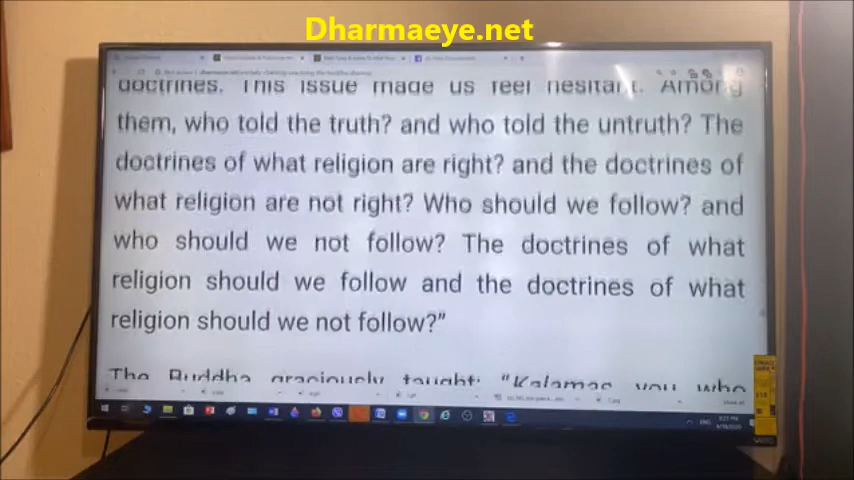 Dharmaeye.net
doctrines. This issue made us feel hesitant. Among
them, who told the truth? and who told the untruth? The
doctrines of what religion are right? and the doctrines of
what religion are not right? Who should we follow? and
who should we not follow? The doctrines of what
religion should we follow and the doctrines of what
religion should we not follow?”
The Buddha graciously taught: “Kalamas you who